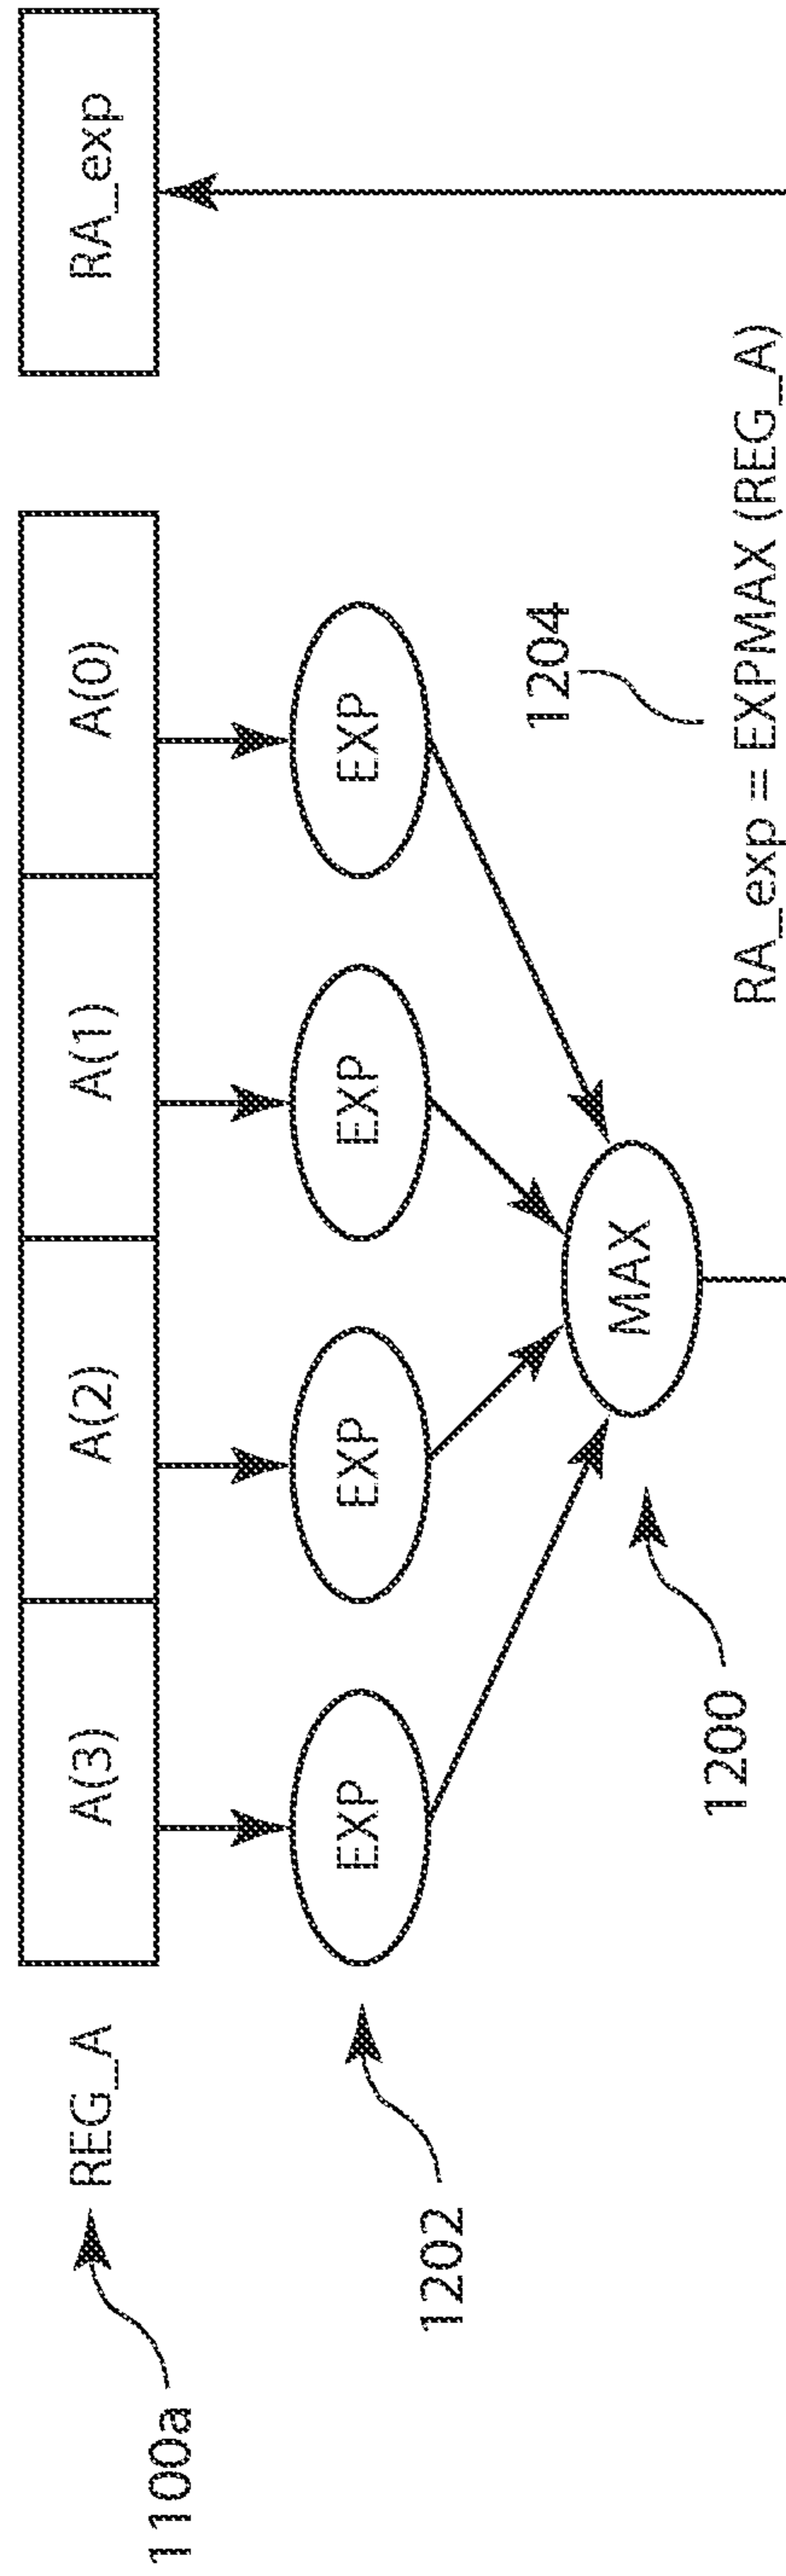 1100a
REG_A
A(3)
A(2)
A(1)
A(0)
RA_exp
1202
EXP
EXP
EXP
EXP
1200
MAX
1204
RA_exp = EXPMAX (REG_A)